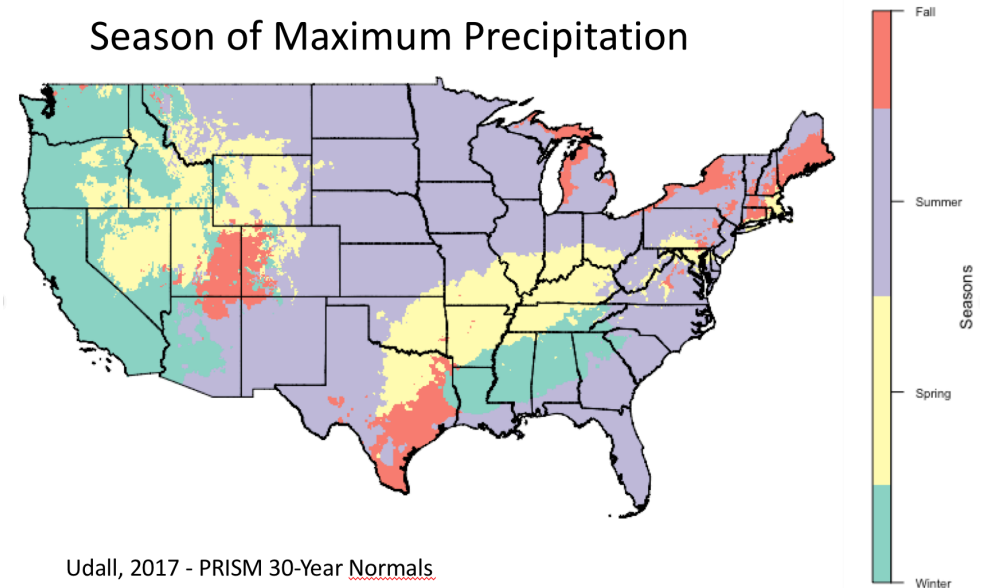 Season of Maximum Precipitation
Fall
Summer
Seasons
Spring
Winter
Udall, 2017 - PRISM 30-Year Normals